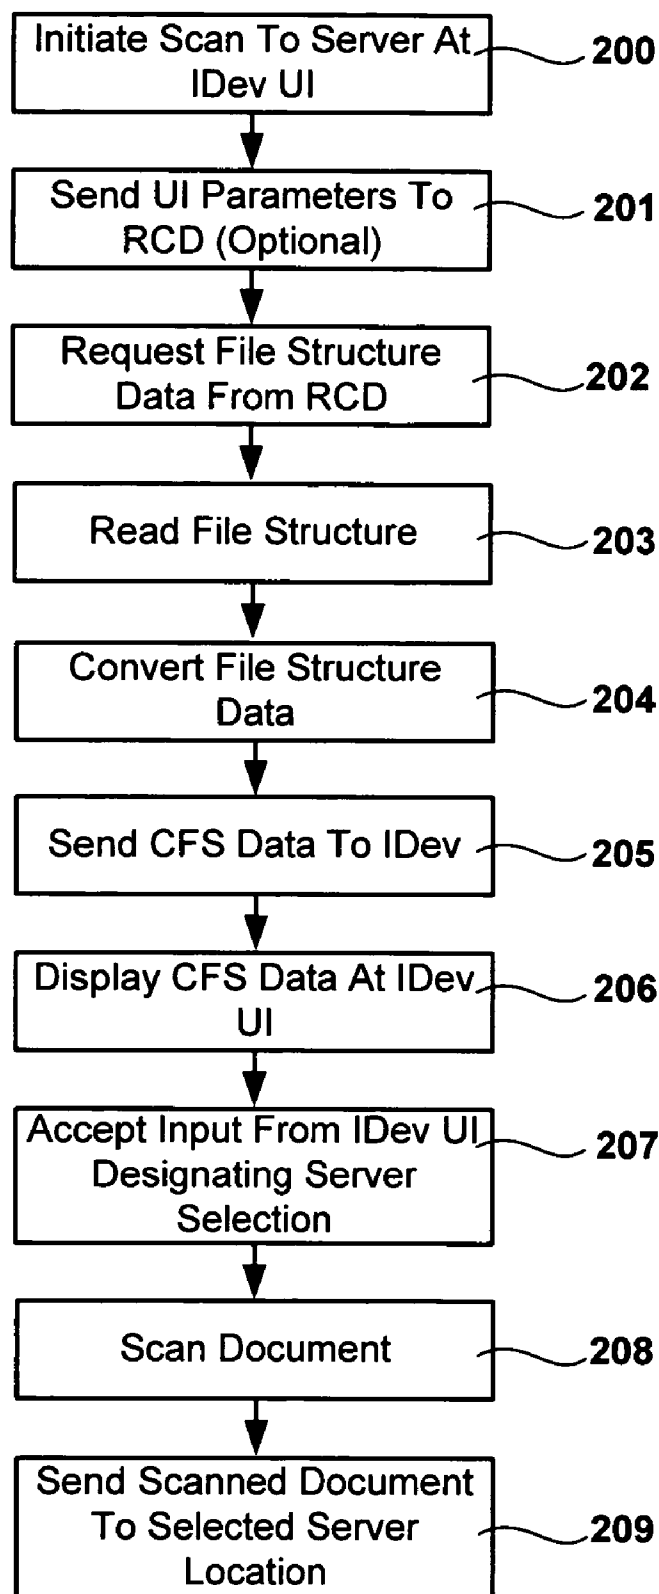 Initiate Scan To Server At
IDev UI
200
Send UI Parameters To
RCD (Optional)
201
Request File Structure
Data From RCD
202
Read File Structure
203
Convert File Structure
Data
204
Send CFS Data To IDev
205
Display CFS Data At IDev
UI
206
Accept Input From IDev UI
Designating Server
Selection
207
Scan Document
208
Send Scanned Document
To Selected Server
Location
209